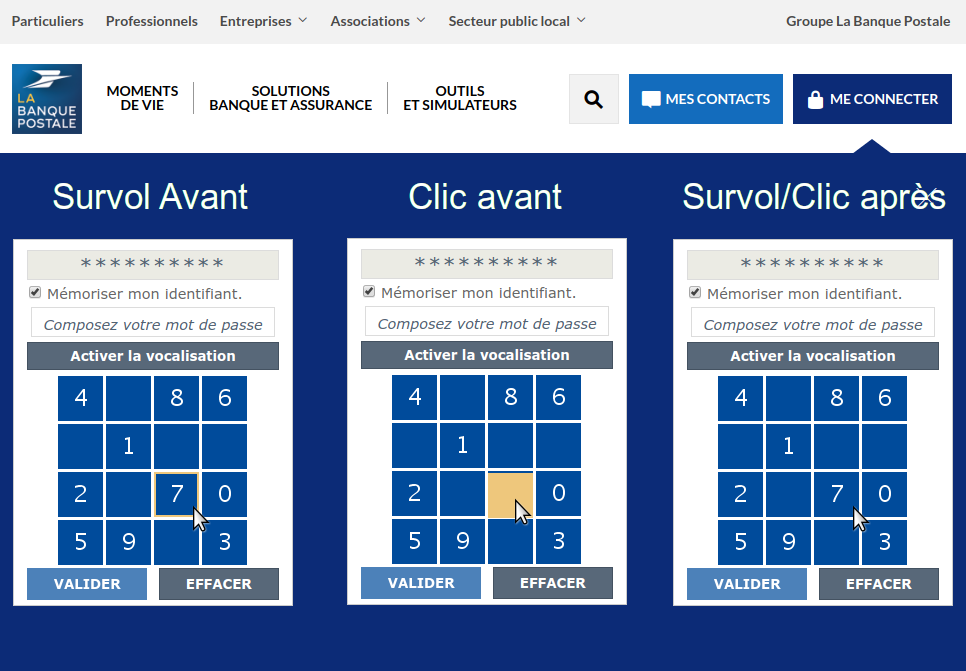 Particuliers Professionnels Entreprises Associations Secteur public local Groupe La Banque Postale
LA
BANQUE
POSTALE
MOMENTS
DE VIE
SOLUTIONS
BANQUE ET ASSURANCE
OUTILS
ET SIMULATEURS
MES CONTACTS
ME CONNECTER
Survol Avant
**********
Mémoriser mon identifiant.
Composez votre mot de passe
Activer la vocalisation
4 8 6
1
2 7 0
5 9 3
VALIDER EFFACER
Clic avant
**********
Mémoriser mon identifiant.
Composez votre mot de passe
Activer la vocalisation
4 8 6
1
2 0
5 9 3
VALIDER EFFACER
Survol/Clic après
**********
Mémoriser mon identifiant.
Composez votre mot de passe
Activer la vocalisation
4 8 6
1
2 7 0
5 9 3
VALIDER EFFACER